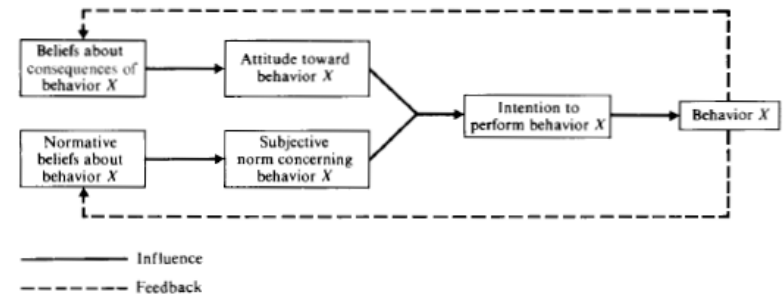 Beliefs about
consequences of
behavior X
Attitude toward
behavior X
Normative
beliefs about
behavior X
Subjective
norm concerning
behavior X
Intention to
perform behavior X
Behavior X
Influence
Feedback